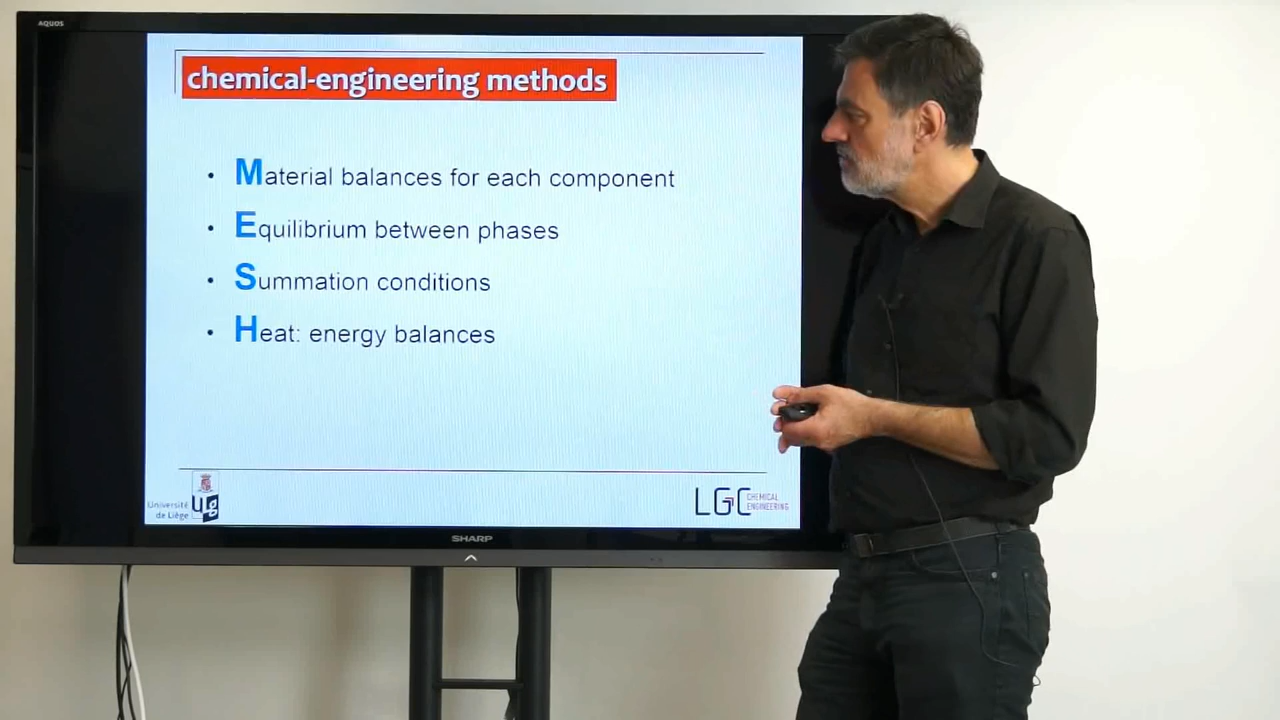 AQUOS
chemical-engineering methods
• Material balances for each component
• Equilibrium between phases
• Summation conditions
• Heat: energy balances
Université
de Liège
LGC CHEMICAL
ENGINEERING
SHARP